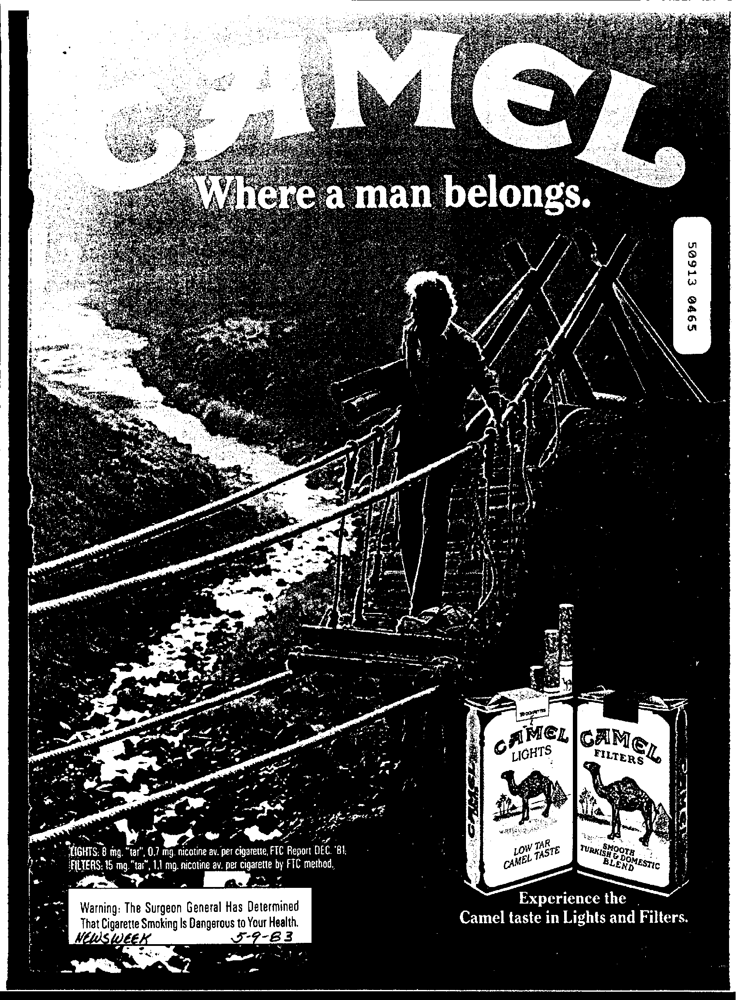 CAMEL
Where a man belongs.
50913 0465
CAMEL
LIGHTS
LOW TAR
CAMEL TASTE
CAMEL
CAMEL
FILTERS
SMOOTH
TURKISH & DOMESTIC
BLEND
LIGHTS: 8 mg. "tar", 0.7 mg. nicotine av. per cigarette, FTC Report DEC. '81.
FILTERS: 15 mg. "tar", 1.1 mg. nicotine av. per cigarette by FTC method.
Warning: The Surgeon General Has Determined
That Cigarette Smoking Is Dangerous to Your Health.
NEWSWEEK 5-9-83
Experience the
Camel taste in Lights and Filters.